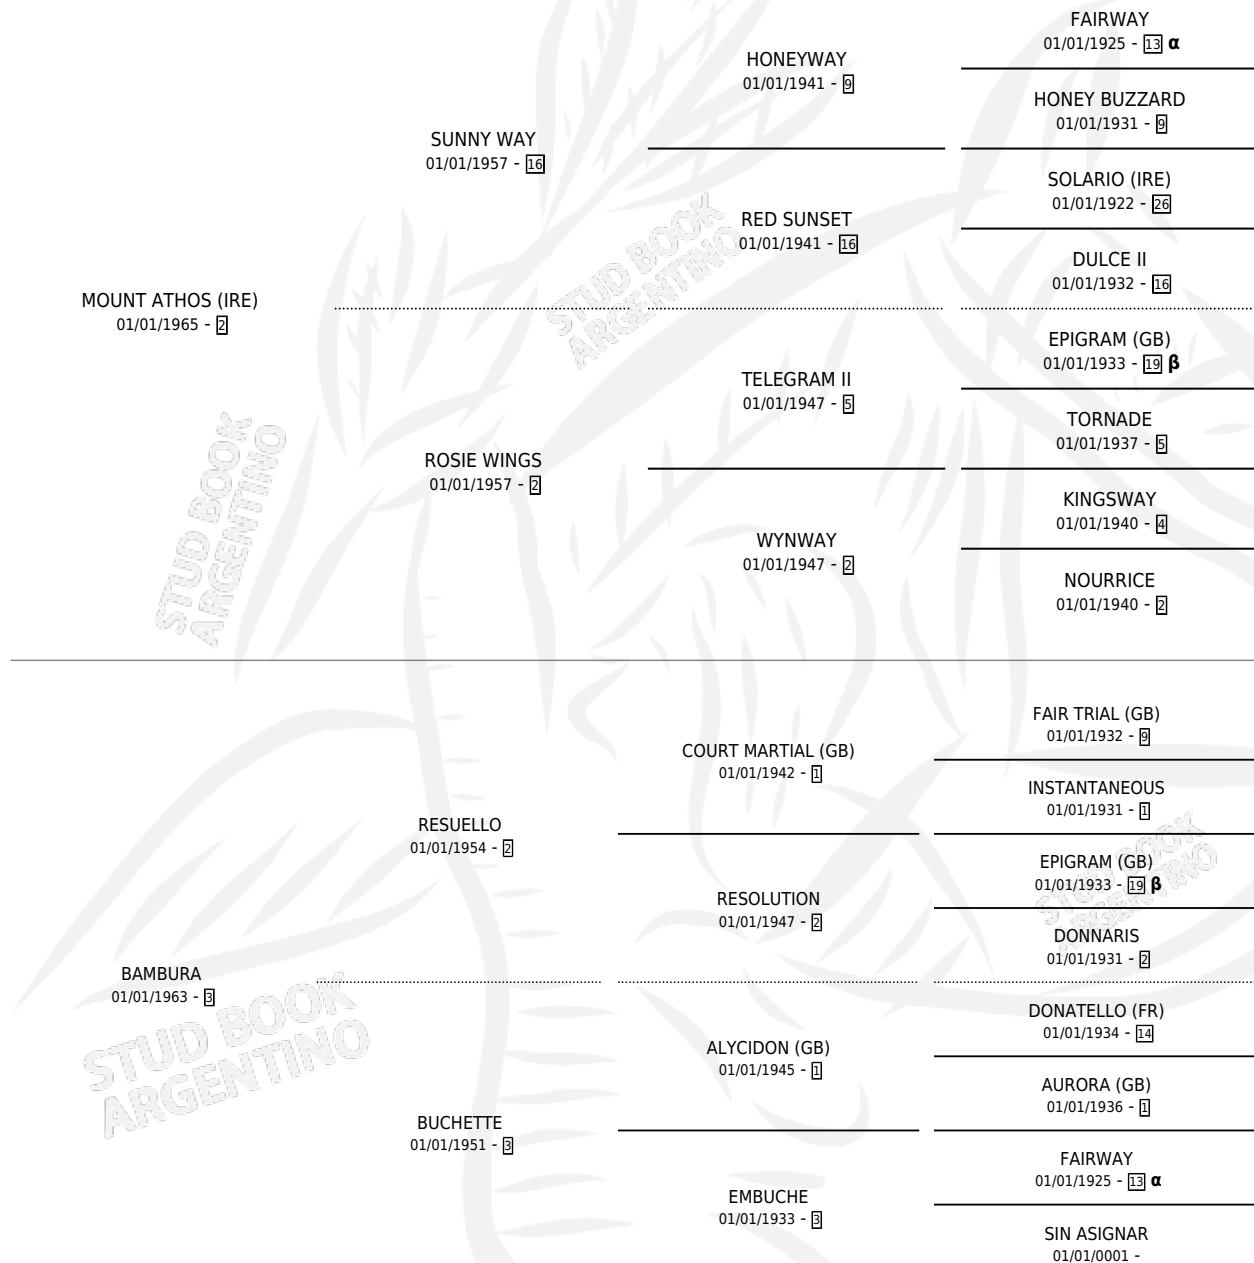 FAIRWAY
01/01/1925 - 13 α
HONEYWAY
01/01/1941 - 9
HONEY BUZZARD
01/01/1931 - 9
SUNNY WAY
01/01/1957 - 16
SOLARIO (IRE)
01/01/1922 - 26
RED SUNSET
01/01/1941 - 16
DULCE II
01/01/1932 - 16
MOUNT ATHOS (IRE)
01/01/1965 - 2
EPIGRAM (GB)
01/01/1933 - 19 β
TELEGRAM II
01/01/1947 - 5
TORNADE
01/01/1937 - 5
ROSIE WINGS
01/01/1957 - 2
KINGSWAY
01/01/1940 - 4
WYNWAY
01/01/1947 - 2
NOURRICE
01/01/1940 - 2
FAIR TRIAL (GB)
01/01/1932 - 9
COURT MARTIAL (GB)
01/01/1942 - 1
INSTANTANEOUS
01/01/1931 - 1
RESUELLO
01/01/1954 - 2
EPIGRAM (GB)
01/01/1933 - 19 β
RESOLUTION
01/01/1947 - 2
DONNARIS
01/01/1931 - 2
BAMBURA
01/01/1963 - 3
DONATELLO (FR)
01/01/1934 - 14
ALYCIDON (GB)
01/01/1945 - 1
AURORA (GB)
01/01/1936 - 1
BUCHETTE
01/01/1951 - 3
FAIRWAY
01/01/1925 - 13 α
EMBUCHE
01/01/1933 - 3
SIN ASIGNAR
01/01/0001 -
STUD BOOK
ARGENTINO
STUD BOOK
ARGENTINO
STUD BOOK
ARGENTINO
STUD BOOK
ARGENTINO